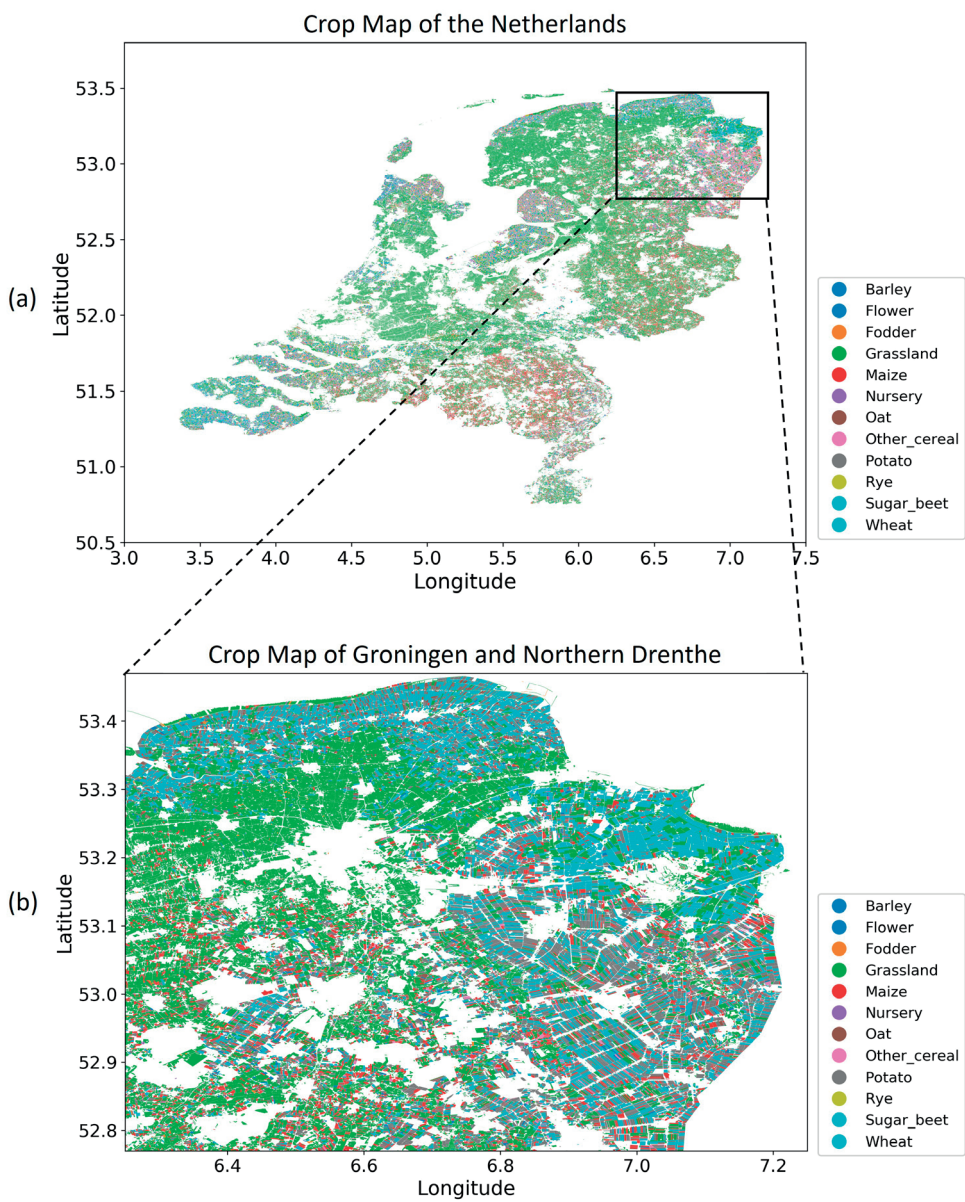 Crop Map of the Netherlands
53.5
53.0
52.5
52.0
51.5
51.0
50.5
Latitude
(a)
3.0 3.5 4.0 4.5 5.0 5.5 6.0 6.5 7.0 7.5
Longitude
Barley
Flower
Fodder
Grassland
Maize
Nursery
Oat
Other_cereal
Potato
Rye
Sugar_beet
Wheat
Crop Map of Groningen and Northern Drenthe
53.4
53.3
53.2
53.1
53.0
52.9
52.8
Latitude
(b)
6.4 6.6 6.8 7.0 7.2
Longitude
Barley
Flower
Fodder
Grassland
Maize
Nursery
Oat
Other_cereal
Potato
Rye
Sugar_beet
Wheat